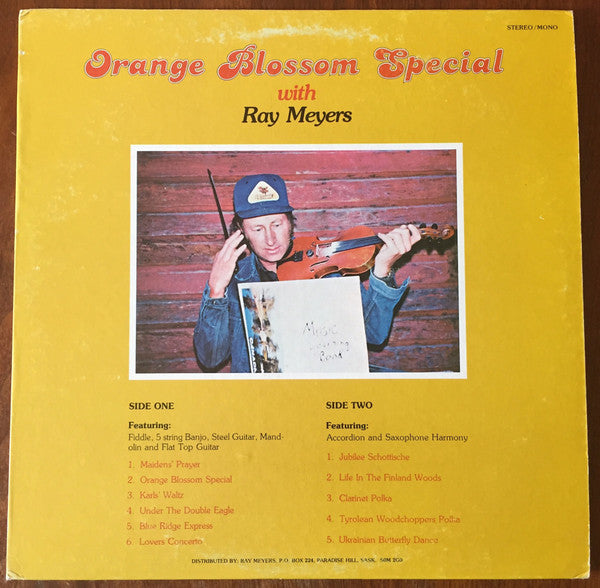 STEREO/MONO
Orange Blossom Special
with
Ray Meyers
Music
Learning
Book
SIDE ONE
Featuring:
Fiddle, 5 string Banjo, Steel Guitar, Mand-
olin and Flat Top Guitar
1. Maidens' Prayer
2. Orange Blossom Special
3. Karls' Waltz
4. Under The Double Eagle
5. Blue Ridge Express
6. Lovers Concerto
SIDE TWO
Featuring:
Accordion and Saxophone Harmony
1. Jubilee Schottische
2. Life In The Finland Woods
3. Clarinet Polka
4. Tyrolean Woodchoppers Polka
5. Ukrainian Butterfly Dance
DISTRIBUTED BY: RAY MEYERS, P.O. BOX 224, PARADISE HILL, SASK. S0M 2G0